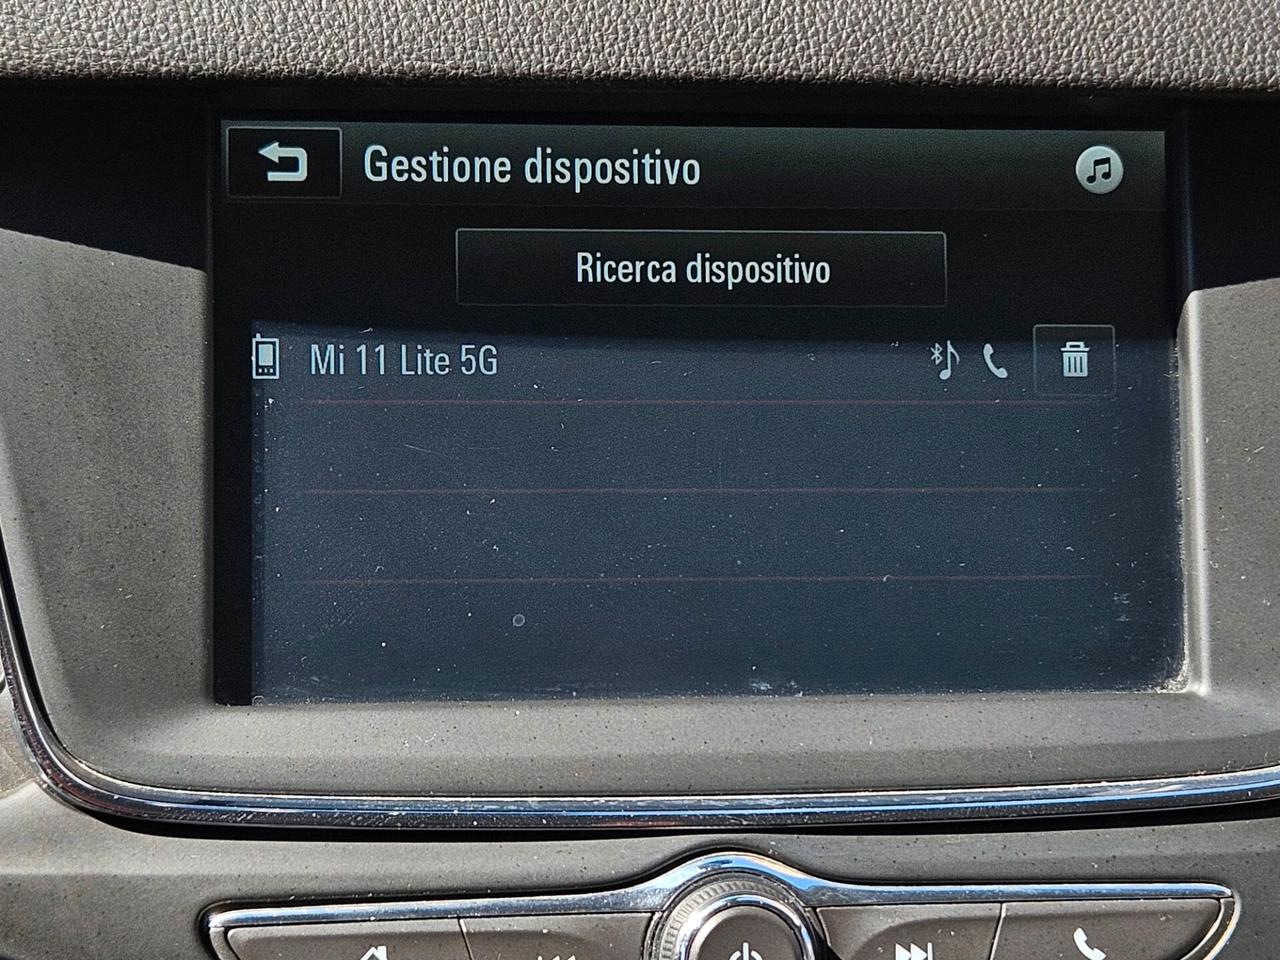 Gestione dispositivo
Ricerca dispositivo
Mi 11 Lite 5G